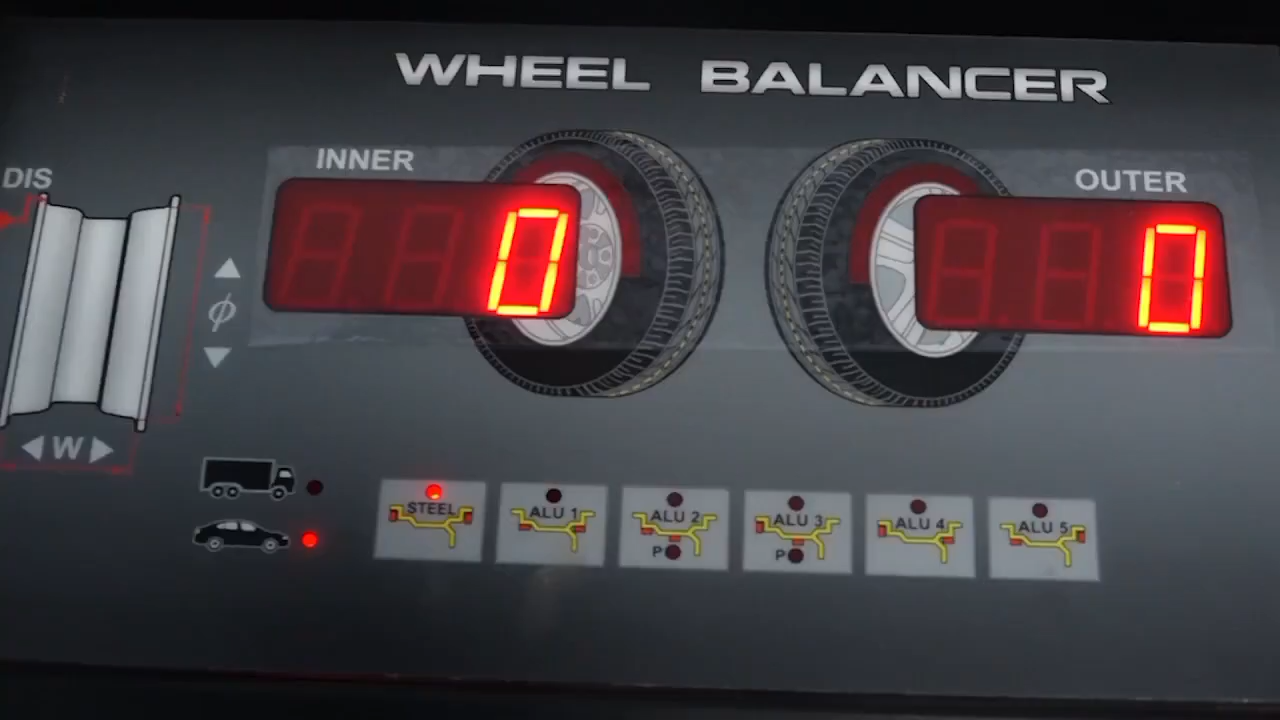 WHEEL BALANCER
INNER
OUTER
DIS
0
0
ϕ
W
STEEL
ALU 1
ALU 2
ALU 3
ALU 4
ALU 5
P
P